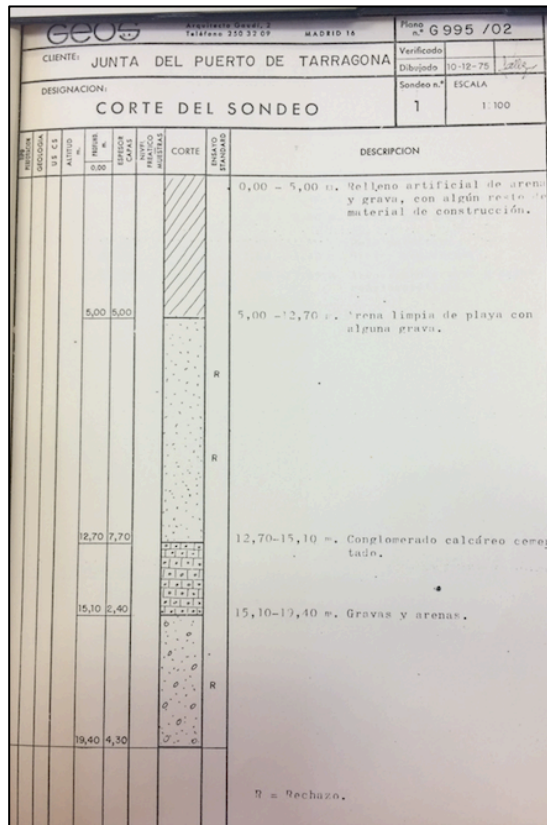 GEOS
Arquitecto Gaudí, 2
Teléfono 250 32 09 MADRID 16
Plano n.º G 995 /02
CLIENTE: JUNTA DEL PUERTO DE TARRAGONA
Verificado
Dibujado 10-12-75
DESIGNACION:
CORTE DEL SONDEO
Sondeo n.º 1
ESCALA 1:100
GEOLOGIA
U S C S
ALTITUD m.
PROFUND. m.
0,00
ESPESOR CAPAS
NIVEL FREATICO
MUESTRAS
CORTE
ENSAYO STANDARD
DESCRIPCION
0,00 - 5,00 m. Relleno artificial de arena
y grava, con algún resto de
material de construcción.
5,00 5,00
5,00 -12,70 m. Arena limpia de playa con
alguna grava.
R
R
12,70 7,70
12,70-15,10 m. Conglomerado calcáreo cemen
tado.
15,10 2,40
15,10-19,40 m. Gravas y arenas.
R
19,40 4,30
R = Rechazo.